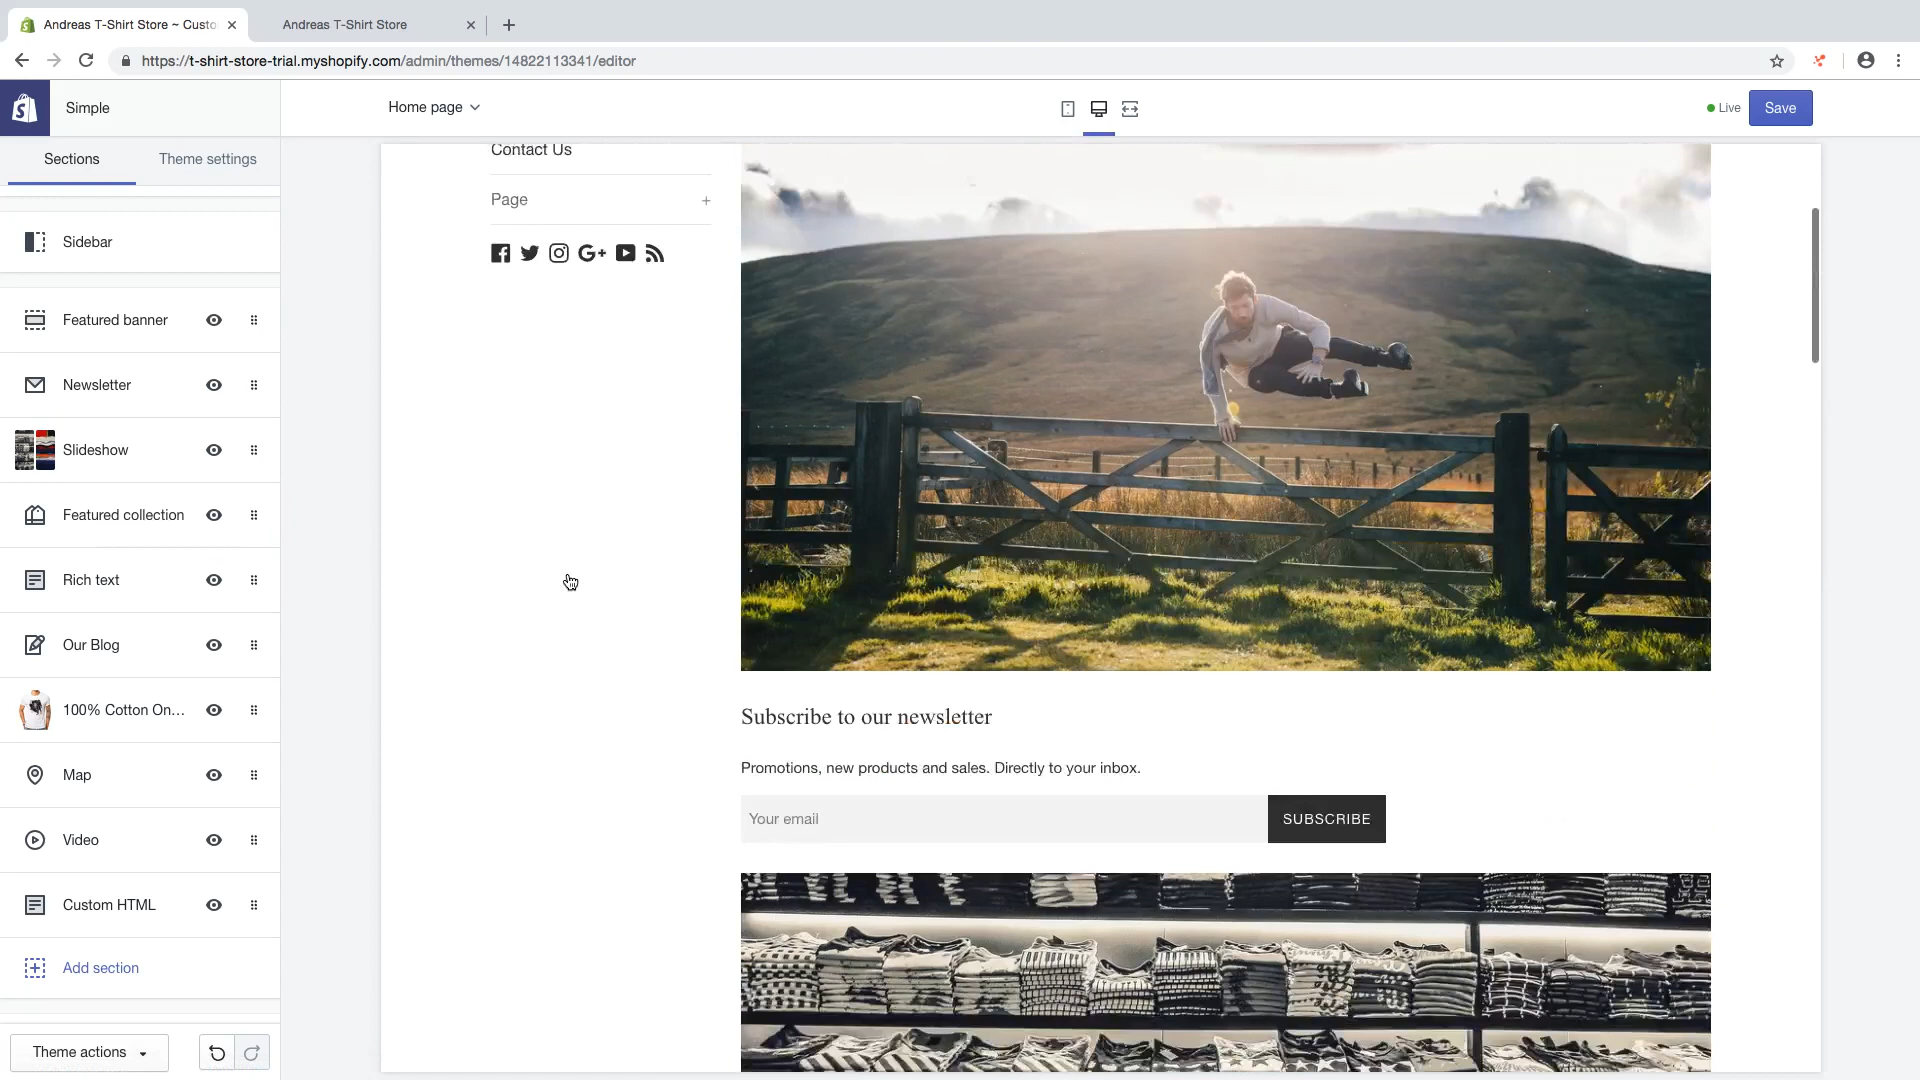 Andreas T-Shirt Store ~ Custo
Andreas T-Shirt Store
https://t-shirt-store-trial.myshopify.com/admin/themes/14822113341/editor
Simple
Home page
Live
Save
Sections
Theme settings
Sidebar
Featured banner
Newsletter
Slideshow
Featured collection
Rich text
Our Blog
100% Cotton On...
Map
Video
Custom HTML
Add section
Theme actions
Contact Us
Page +
Subscribe to our newsletter
Promotions, new products and sales. Directly to your inbox.
Your email
SUBSCRIBE